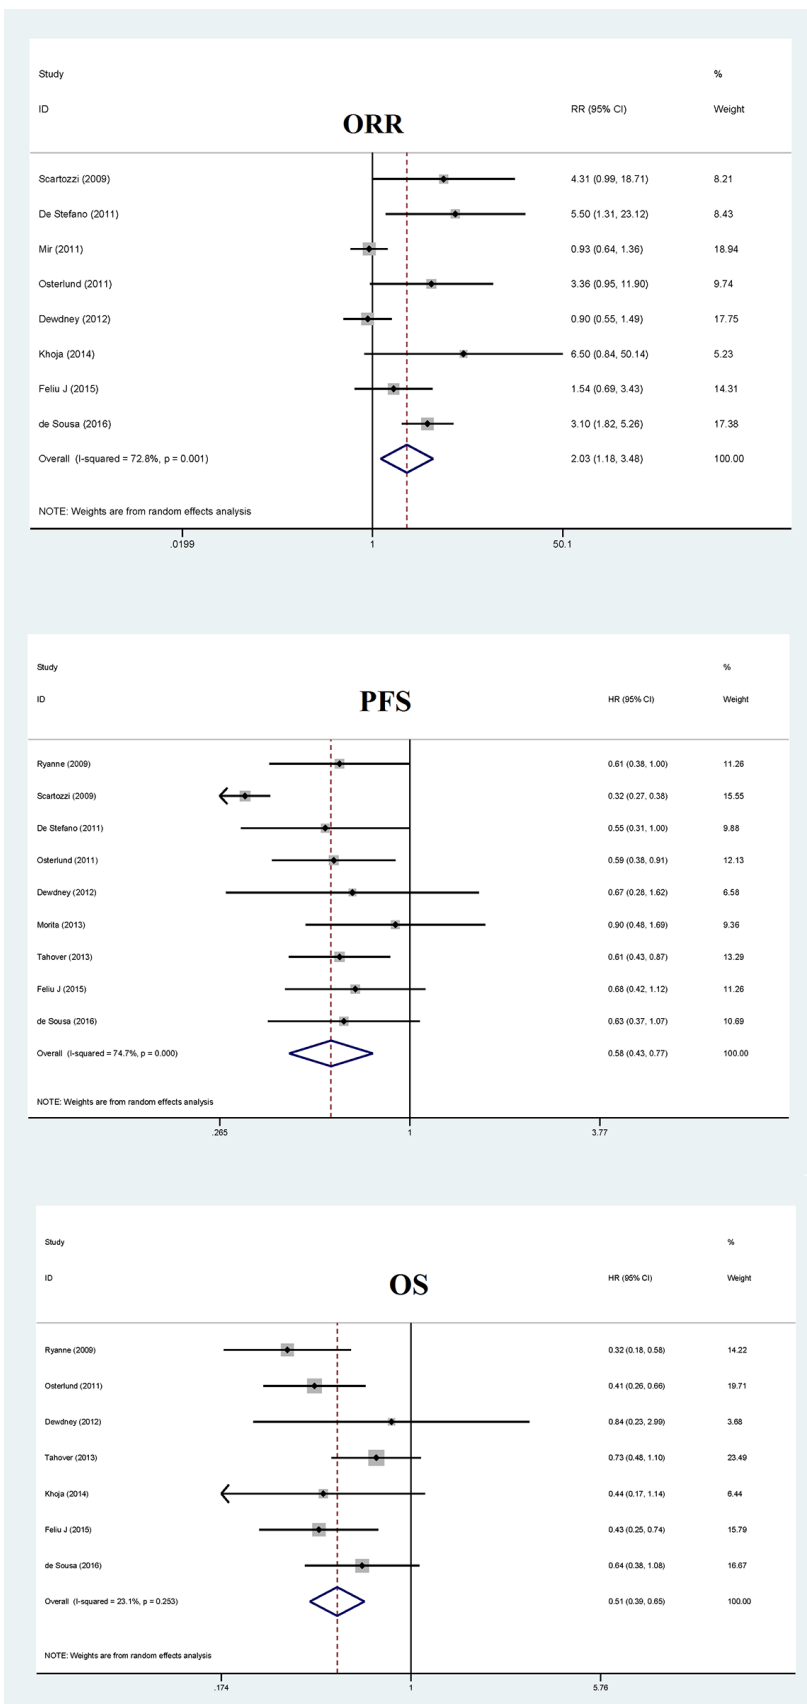 Study %
ID RR (95% CI) Weight
ORR
Scartozzi (2009) 4.31 (0.99, 18.71) 8.21
De Stefano (2011) 5.50 (1.31, 23.12) 8.43
Mir (2011) 0.93 (0.64, 1.36) 18.94
Osterlund (2011) 3.36 (0.95, 11.90) 9.74
Dewdney (2012) 0.90 (0.55, 1.49) 17.75
Khoja (2014) 6.50 (0.84, 50.14) 5.23
Feliu J (2015) 1.54 (0.69, 3.43) 14.31
de Sousa (2016) 3.10 (1.82, 5.26) 17.38
Overall (I-squared = 72.8%, p = 0.001) 2.03 (1.18, 3.48) 100.00
NOTE: Weights are from random effects analysis
.0199 1 50.1
Study %
ID PFS HR (95% CI) Weight
Ryanne (2009) 0.61 (0.38, 1.00) 11.26
Scartozzi (2009) 0.32 (0.27, 0.38) 15.55
De Stefano (2011) 0.55 (0.31, 1.00) 9.88
Osterlund (2011) 0.59 (0.38, 0.91) 12.13
Dewdney (2012) 0.67 (0.28, 1.62) 6.58
Morita (2013) 0.90 (0.48, 1.69) 9.36
Tahover (2013) 0.61 (0.43, 0.87) 13.29
Feliu J (2015) 0.68 (0.42, 1.12) 11.26
de Sousa (2016) 0.63 (0.37, 1.07) 10.69
Overall (I-squared = 74.7%, p = 0.000) 0.58 (0.43, 0.77) 100.00
NOTE: Weights are from random effects analysis
.265 1 3.77
Study %
ID OS HR (95% CI) Weight
Ryanne (2009) 0.32 (0.18, 0.58) 14.22
Osterlund (2011) 0.41 (0.26, 0.66) 19.71
Dewdney (2012) 0.84 (0.23, 2.99) 3.68
Tahover (2013) 0.73 (0.48, 1.10) 23.49
Khoja (2014) 0.44 (0.17, 1.14) 6.44
Feliu J (2015) 0.43 (0.25, 0.74) 15.79
de Sousa (2016) 0.64 (0.38, 1.08) 16.67
Overall (I-squared = 23.1%, p = 0.253) 0.51 (0.39, 0.65) 100.00
NOTE: Weights are from random effects analysis
.174 1 5.76